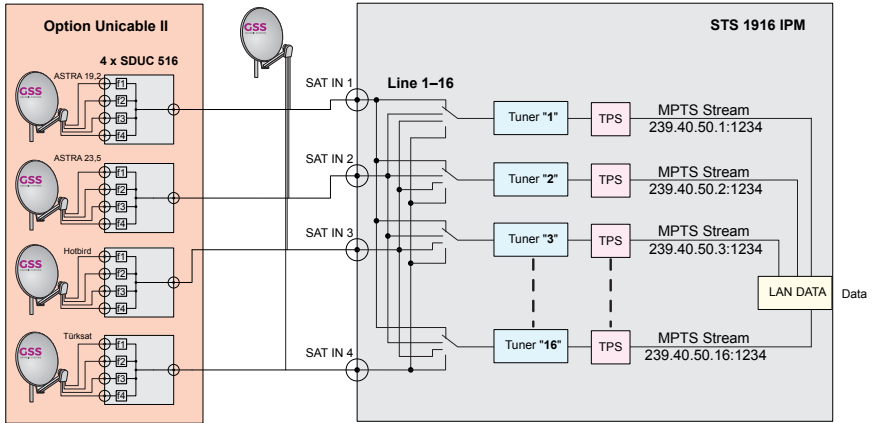 Option Unicable II
4 x SDUC 516
ASTRA 19,2
GSS
f1
f2
f3
f4
ASTRA 23,5
GSS
f1
f2
f3
f4
Hotbird
GSS
f1
f2
f3
f4
Türksat
GSS
f1
f2
f3
f4
GSS
STS 1916 IPM
SAT IN 1
SAT IN 2
SAT IN 3
SAT IN 4
Line 1–16
Tuner "1"
TPS
MPTS Stream
239.40.50.1:1234
Tuner "2"
TPS
MPTS Stream
239.40.50.2:1234
Tuner "3"
TPS
MPTS Stream
239.40.50.3:1234
Tuner "16"
TPS
MPTS Stream
239.40.50.16:1234
LAN DATA
Data